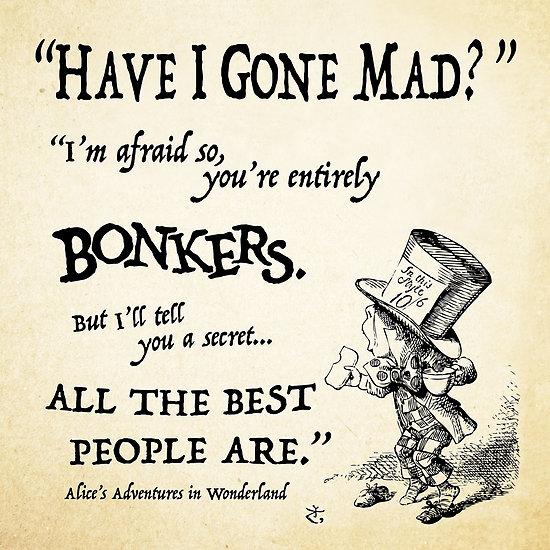 “HAVE I GONE MAD?”
“I’m afraid so,
you’re entirely
BONKERS.
BUT I’ll tell
you a secret...
ALL THE BEST
PEOPLE ARE.”
Alice’s Adventures in Wonderland
In this
Style
10/6